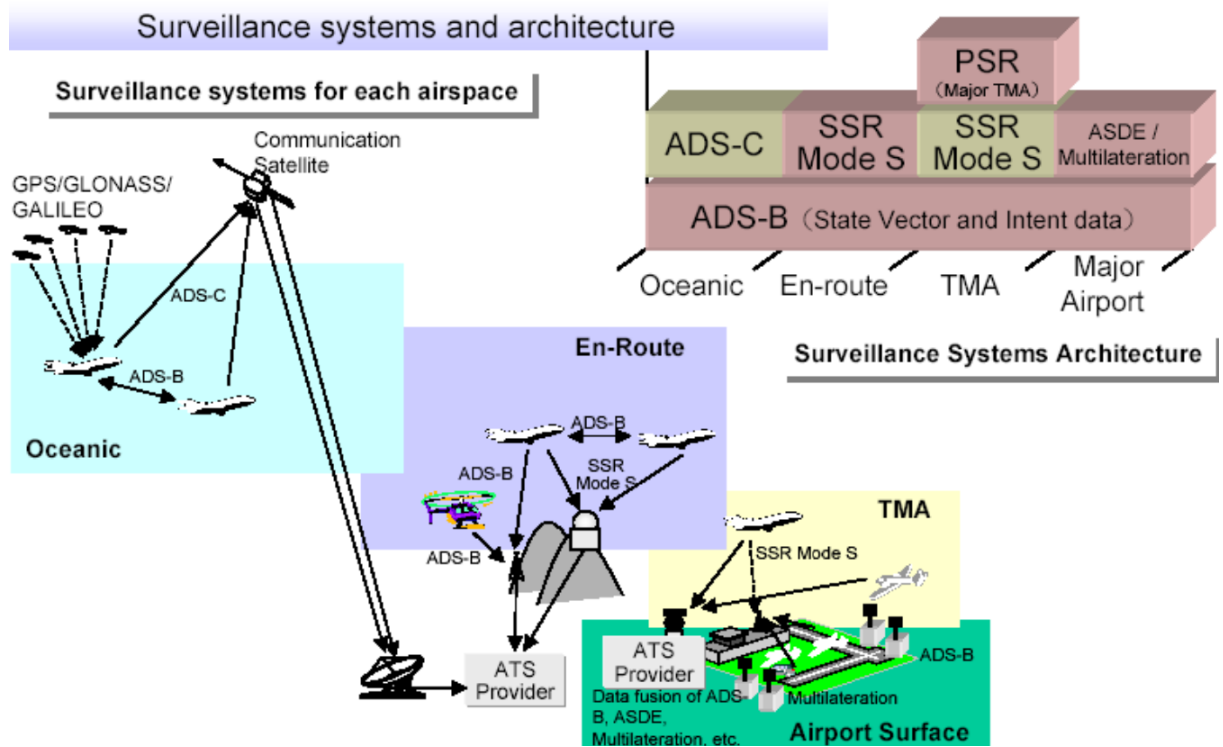 Surveillance systems and architecture
Surveillance systems for each airspace
Communication
Satellite
GPS/GLONASS/
GALILEO
ADS-C
ADS-B
Oceanic
En-Route
ADS-B
ADS-B
SSR
Mode S
ADS-B
ATS
Provider
TMA
SSR Mode S
ATS
Provider
ADS-B
Data fusion of ADS-
B, ASDE,
Multilateration, etc.
Multilateration
Airport Surface
PSR
(Major TMA)
ADS-C
SSR
Mode S
SSR
Mode S
ASDE /
Multilateration
ADS-B (State Vector and Intent data)
Oceanic
En-route
TMA
Major
Airport
Surveillance Systems Architecture